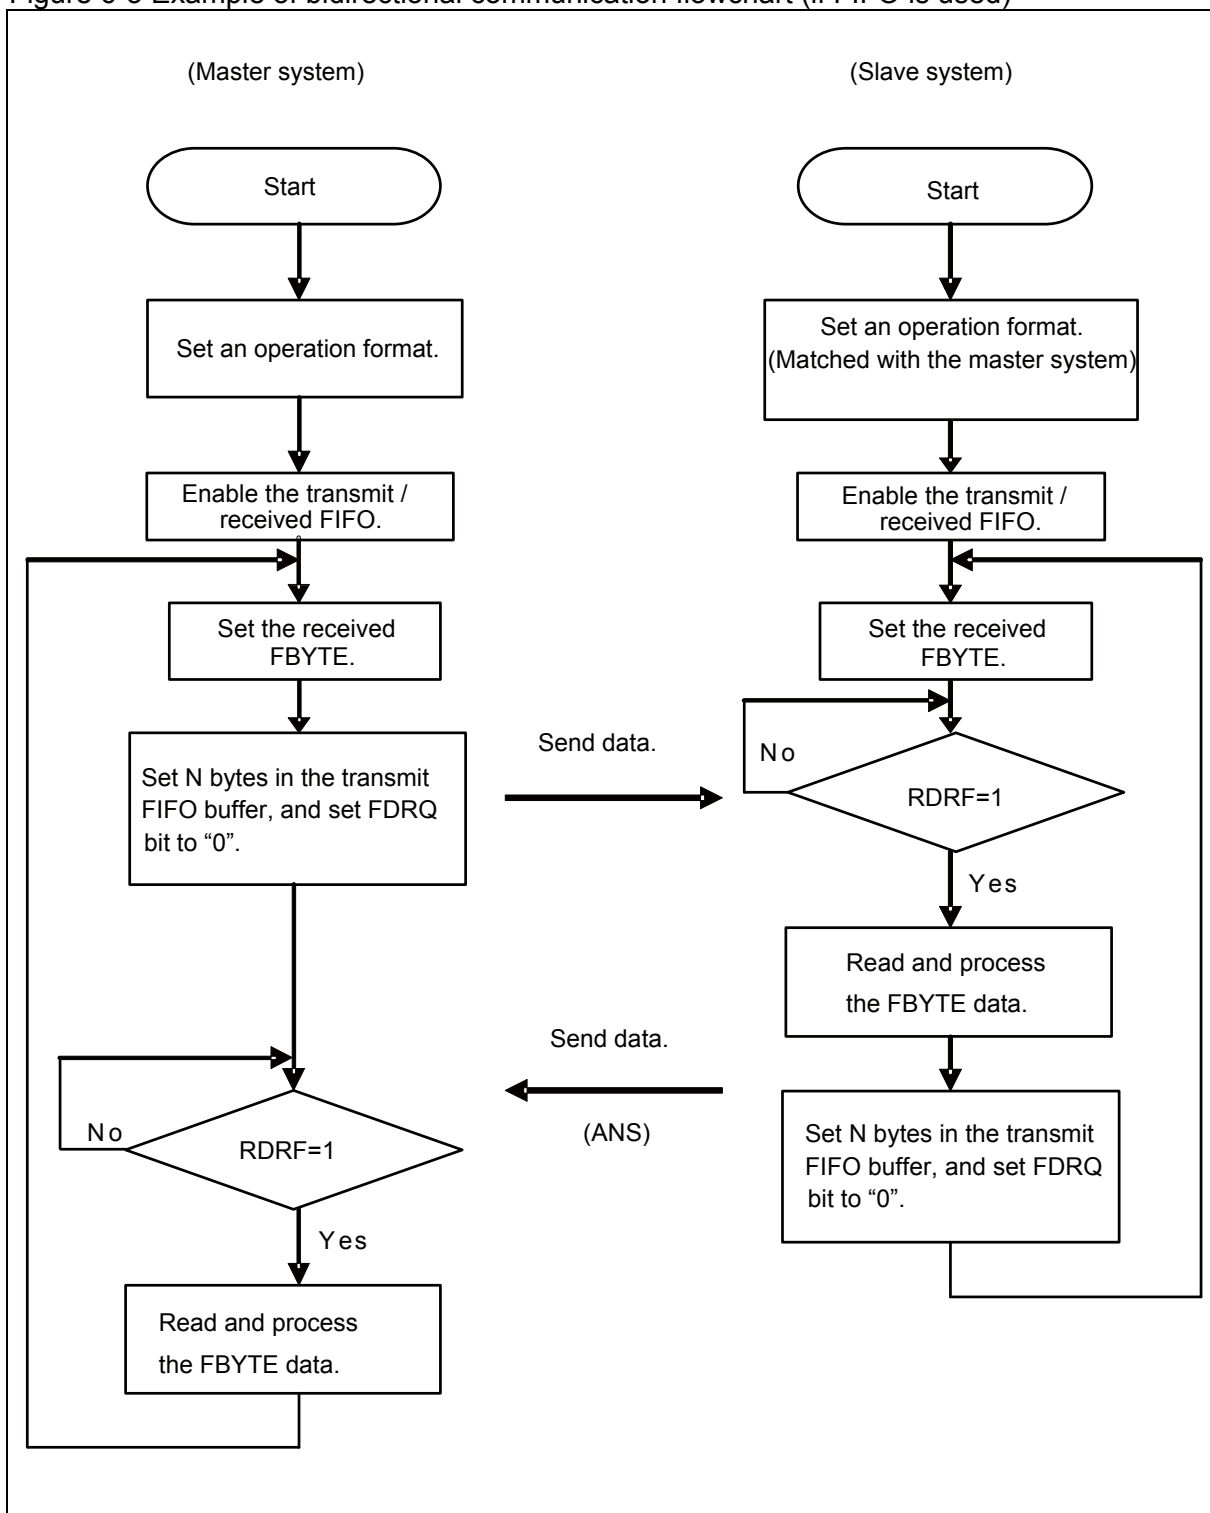 Figure 6-3 Example of bidirectional communication flowchart (if FIFO is used)
(Master system)
Start
Set an operation format.
Enable the transmit /
received FIFO.
Set the received
FBYTE.
Set N bytes in the transmit
FIFO buffer, and set FDRQ
bit to “0”.
No
RDRF=1
Yes
Read and process
the FBYTE data.
Send data.
Send data.
(ANS)
(Slave system)
Start
Set an operation format.
(Matched with the master system)
Enable the transmit /
received FIFO.
Set the received
FBYTE.
No
RDRF=1
Yes
Read and process
the FBYTE data.
Set N bytes in the transmit
FIFO buffer, and set FDRQ
bit to “0”.